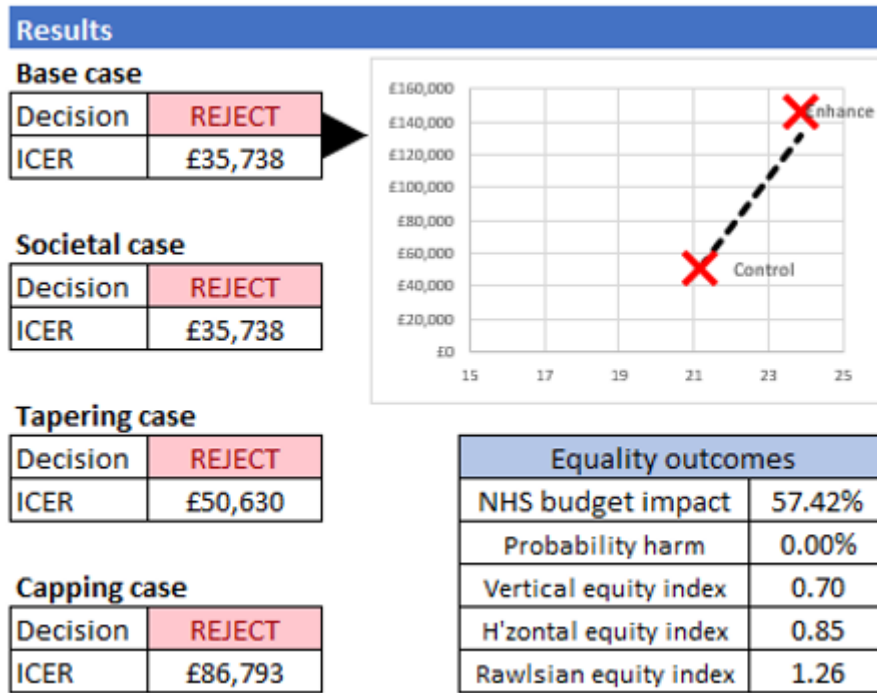 Results
Base case
Decision REJECT
ICER £35,738
Societal case
Decision REJECT
ICER £35,738
Tapering case
Decision REJECT
ICER £50,630
Capping case
Decision REJECT
ICER £86,793
£160,000
£140,000
£120,000
£100,000
£80,000
£60,000
£40,000
£20,000
£0
15 17 19 21 23 25
Enhance
Control
Equality outcomes
NHS budget impact 57.42%
Probability harm 0.00%
Vertical equity index 0.70
H'zontal equity index 0.85
Rawlsian equity index 1.26